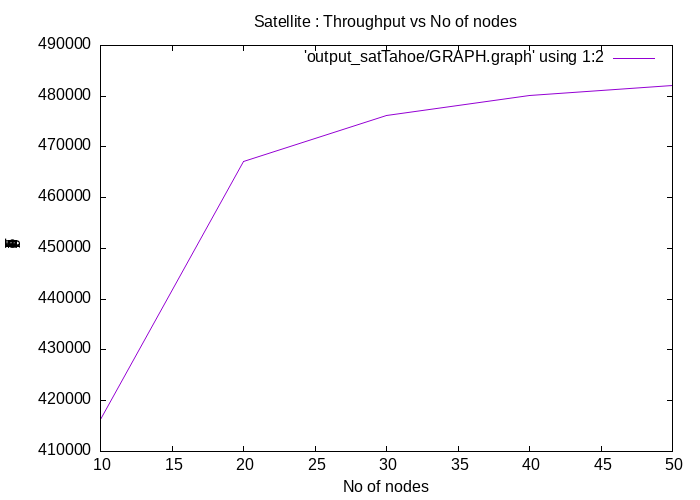 Satellite : Throughput vs No of nodes
490000
'output_satTahoe/GRAPH.graph' using 1:2
480000
470000
460000
450000
440000
430000
420000
410000
10 15 20 25 30 35 40 45 50
No of nodes